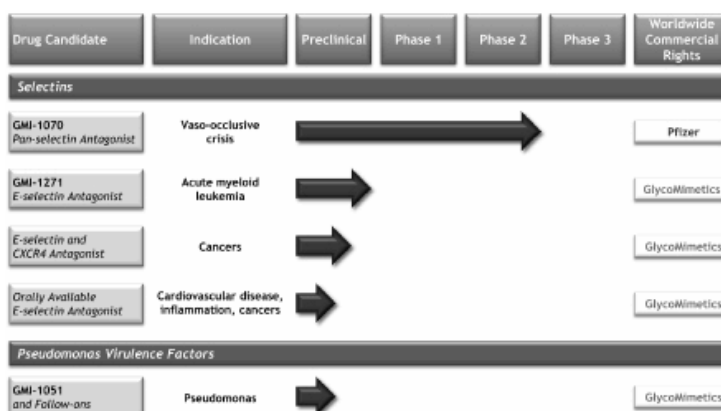 Drug Candidate
Indication
Preclinical
Phase 1
Phase 2
Phase 3
Worldwide
Commercial
Rights
Selectins
GMI-1070
Pan-selectin Antagonist
Vaso-occlusive
crisis
Pfizer
GMI-1271
E-selectin Antagonist
Acute myeloid
leukemia
GlycoMimetics
E-selectin and
CXCR4 Antagonist
Cancers
GlycoMimetics
Orally Available
E-selectin Antagonist
Cardiovascular disease,
inflammation, cancers
GlycoMimetics
Pseudomonas Virulence Factors
GMI-1051
and Follow-ons
Pseudomonas
GlycoMimetics